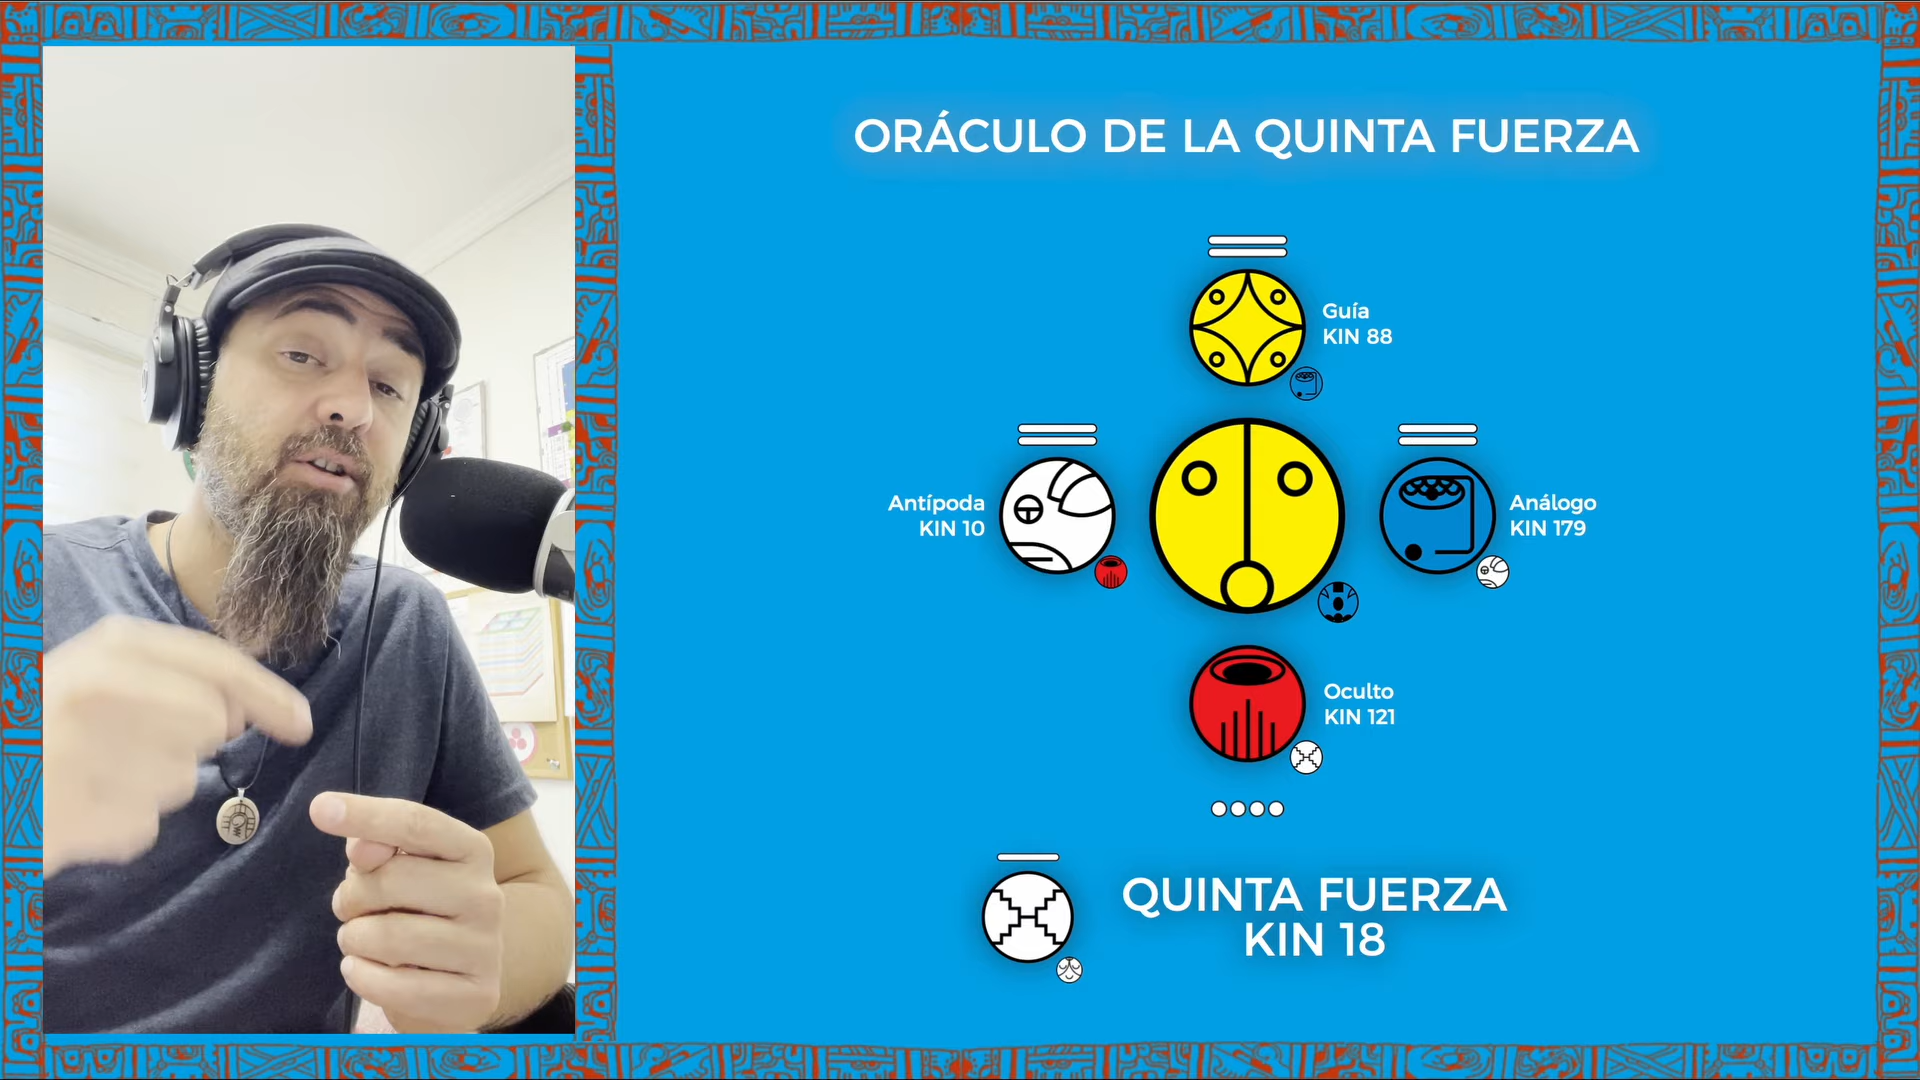 ORÁCULO DE LA QUINTA FUERZA
Guía
KIN 88
Antípoda
KIN 10
Análogo
KIN 179
Oculto
KIN 121
QUINTA FUERZA
KIN 18